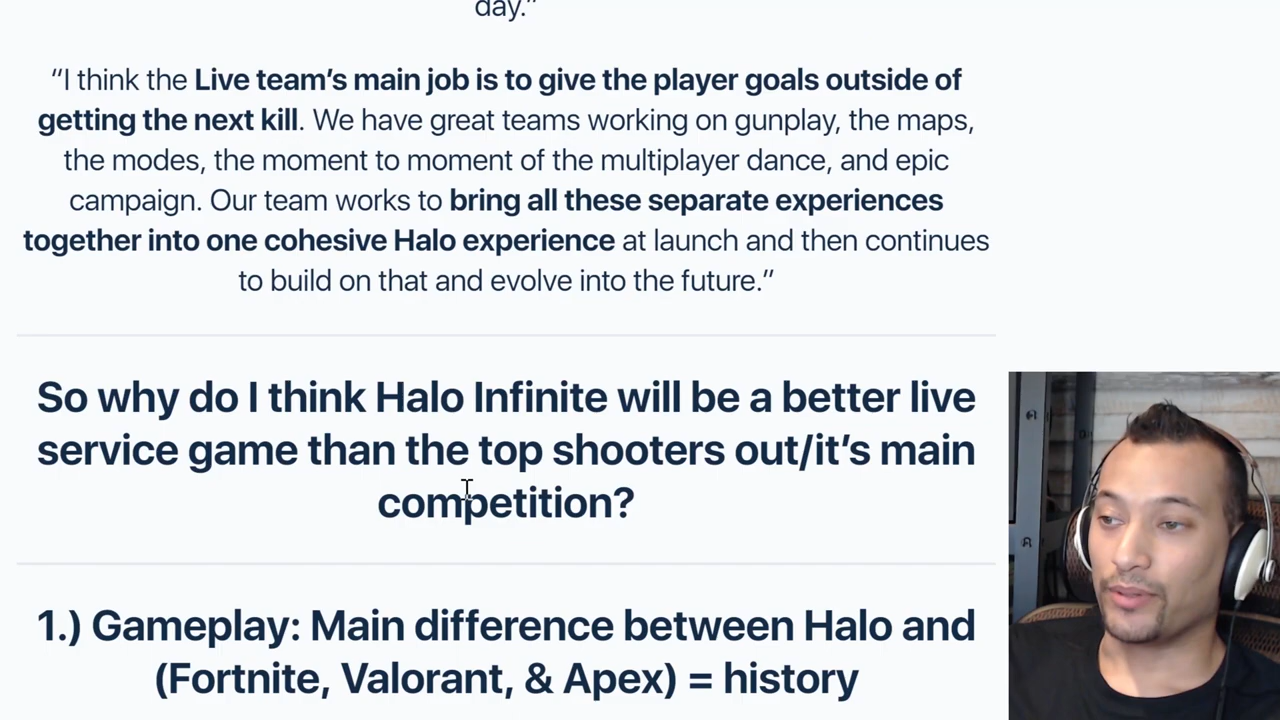 day.”
“I think the Live team’s main job is to give the player goals outside of
getting the next kill. We have great teams working on gunplay, the maps,
the modes, the moment to moment of the multiplayer dance, and epic
campaign. Our team works to bring all these separate experiences
together into one cohesive Halo experience at launch and then continues
to build on that and evolve into the future.”
So why do I think Halo Infinite will be a better live
service game than the top shooters out/it’s main
competition?
1.) Gameplay: Main difference between Halo and
(Fortnite, Valorant, & Apex) = history